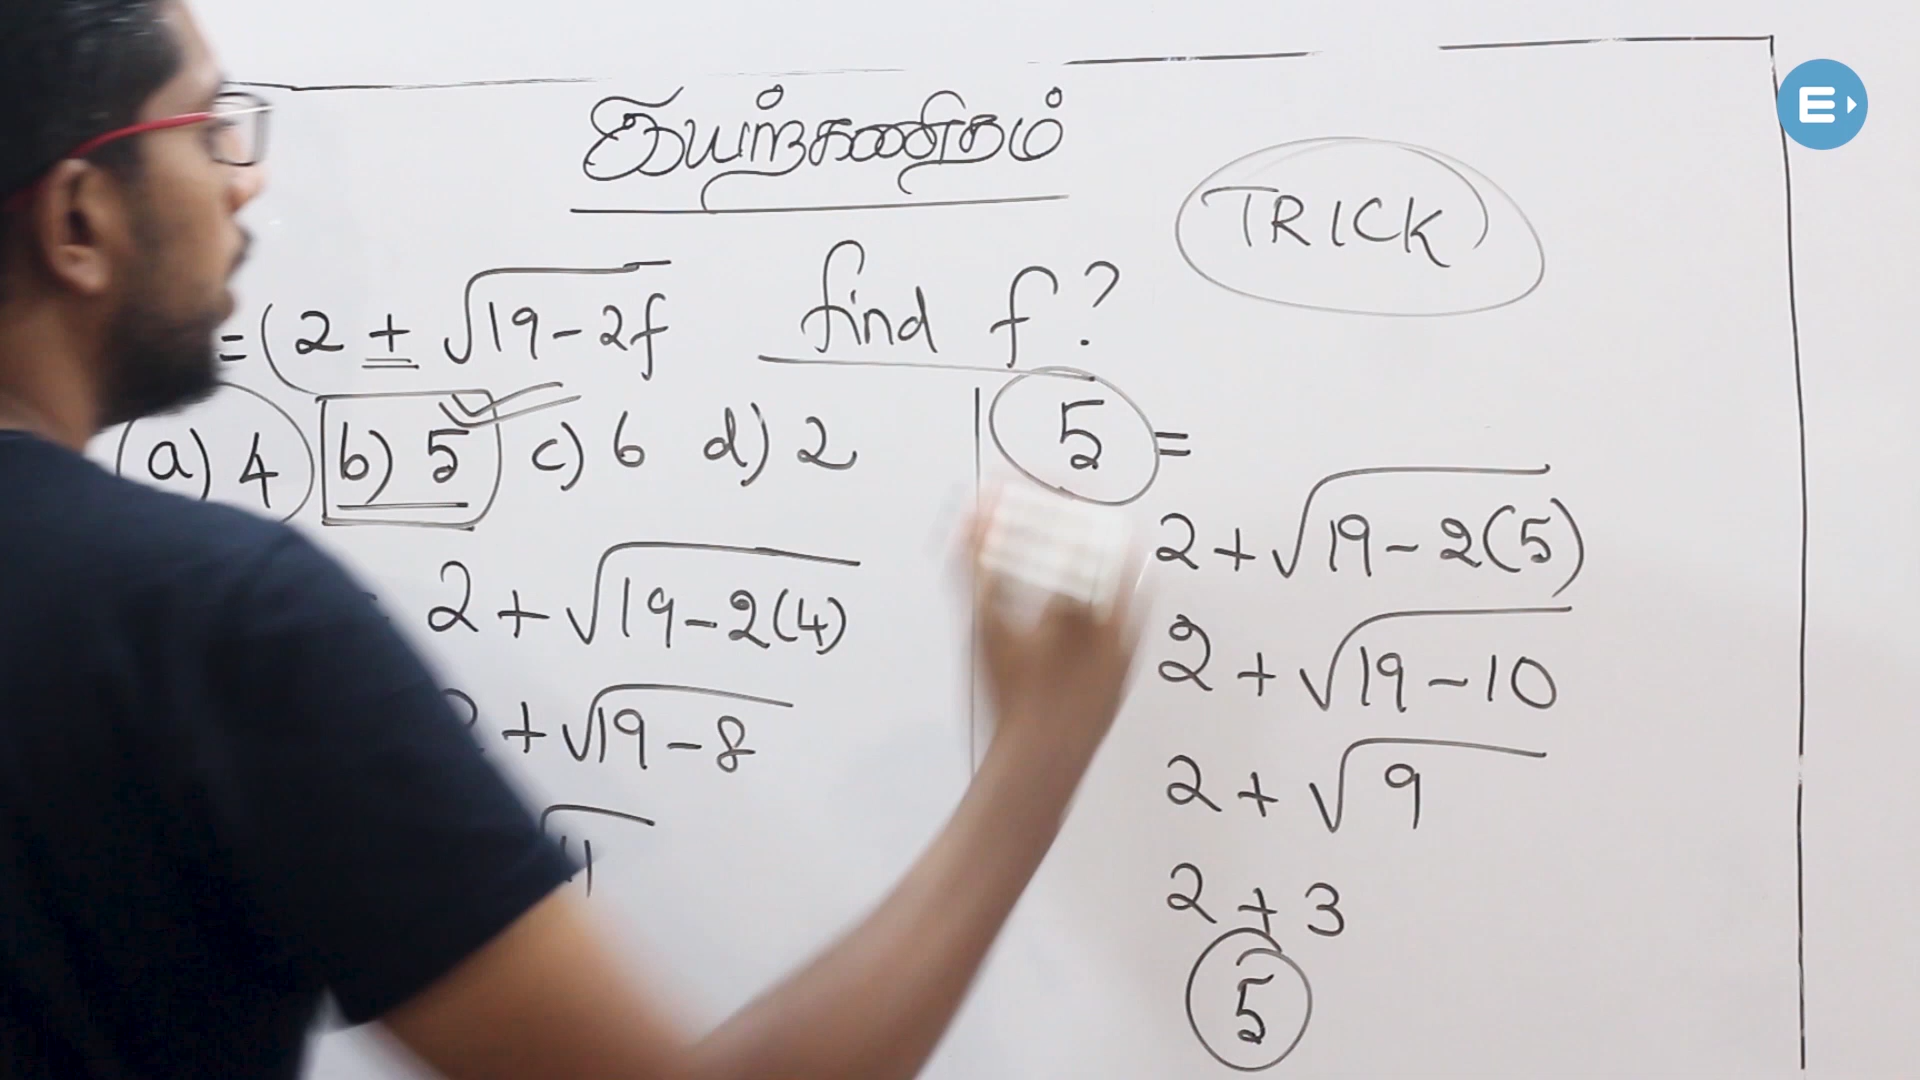 இயற்கணிதம்
TRICK
= (2 ± √19-2f find f?
a) 4 b) 5 c) 6 d) 2
5 =
2 + √19-2(4)
2 + √19-2(5)
+ √19-8
2 + √19-10
2 + √9
2 + 3
5
E